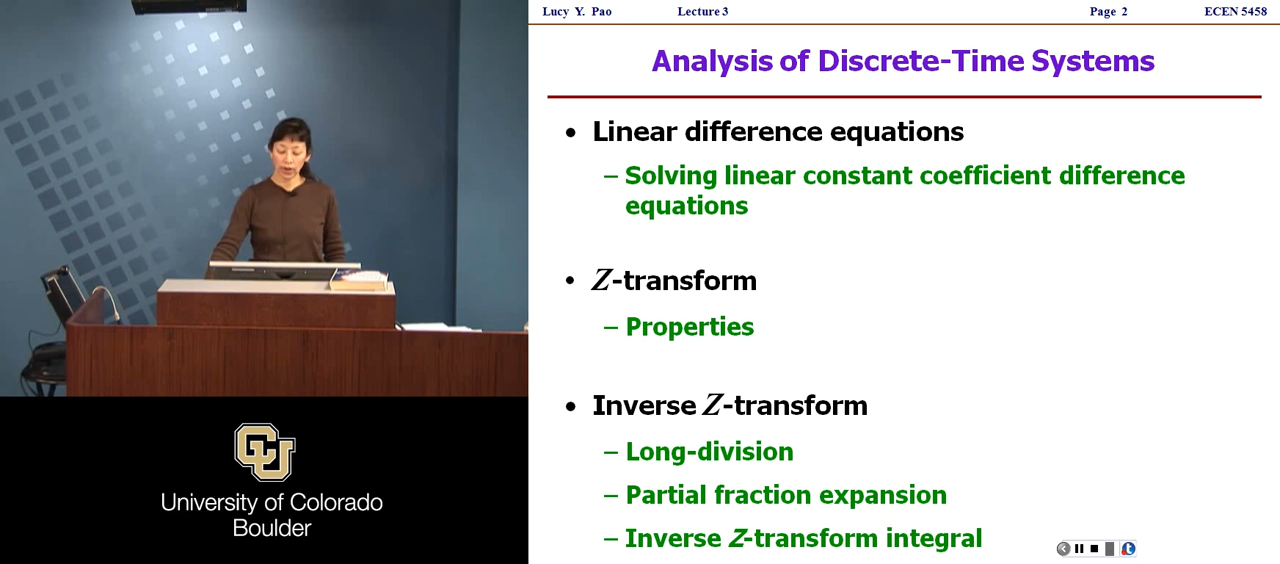 Lucy Y. Pao Lecture 3 Page 2 ECEN 5458
Analysis of Discrete-Time Systems
• Linear difference equations
– Solving linear constant coefficient difference
equations
• Z-transform
– Properties
• Inverse Z-transform
– Long-division
– Partial fraction expansion
– Inverse Z-transform integral
CU
University of Colorado
Boulder